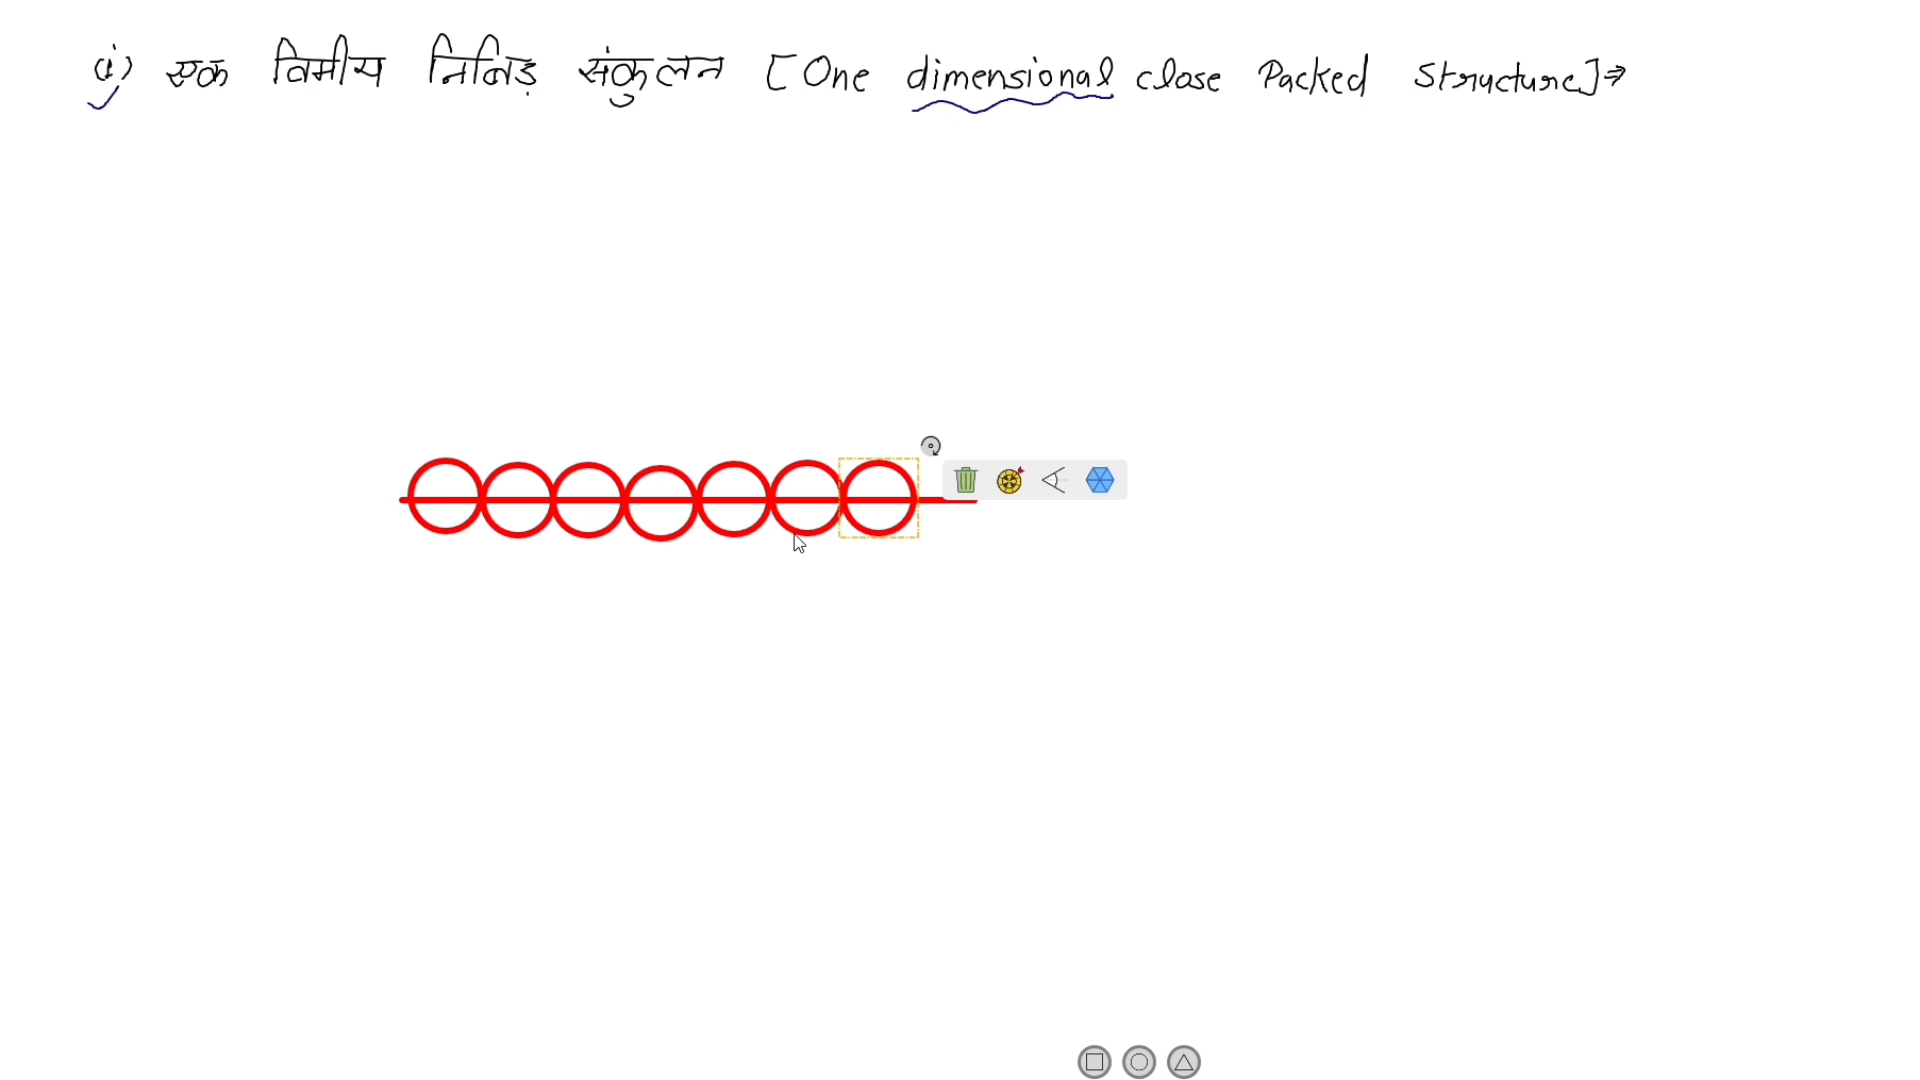 (i) एक विमीय निबिड़ संकुलन [One dimensional close Packed Structure]⇒